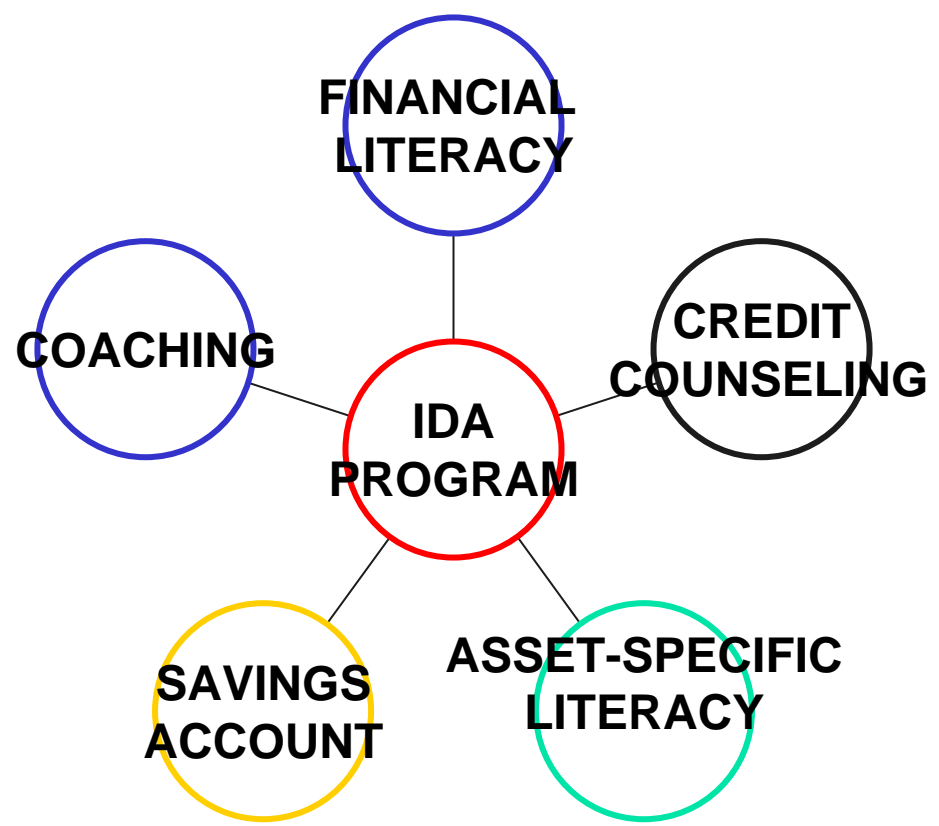 FINANCIAL
LITERACY
COACHING
CREDIT
COUNSELING
IDA
PROGRAM
SAVINGS
ACCOUNT
ASSET-SPECIFIC
LITERACY